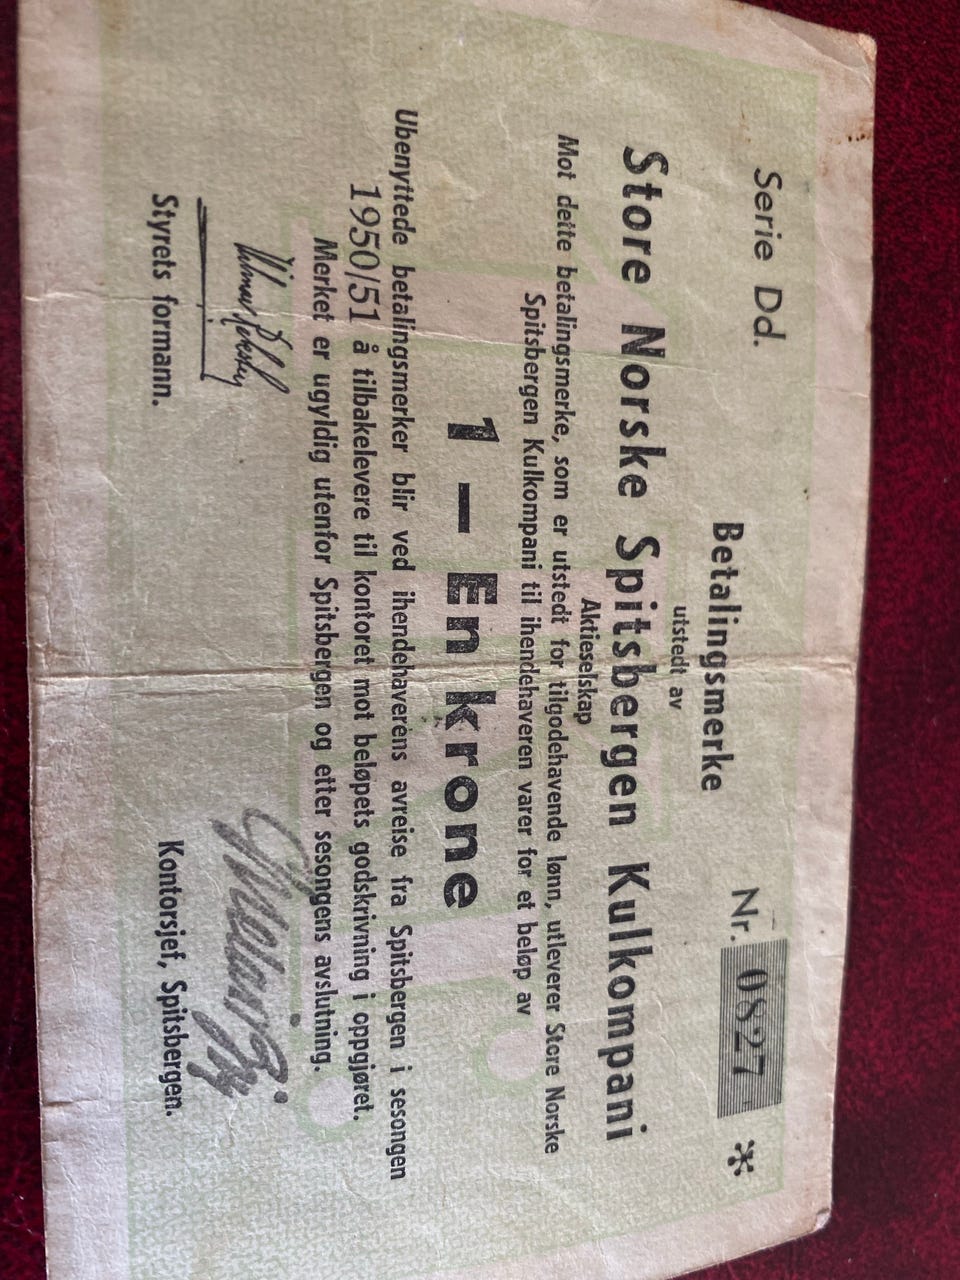 Serie Dd.
Betalingsmerke
Nr. 0827 *
utstedt av
Store Norske Spitsbergen Kulkompani
Aktieselskap
Mot dette betalingsmerke, som er utstedt for tilgodehavende lønn, utleverer Store Norske
Spitsbergen Kulkompani til ihendehaveren varer for et beløp av
1 — En krone
Ubenyttede betalingsmerker blir ved ihendehaverens avreise fra Spitsbergen i sesongen
1950/51 å tilbakelevere til kontoret mot beløpets godskrivning i oppgjøret.
Merket er ugyldig utenfor Spitsbergen og etter sesongens avslutning.
Styrets formann.
Kontorsjef, Spitsbergen.